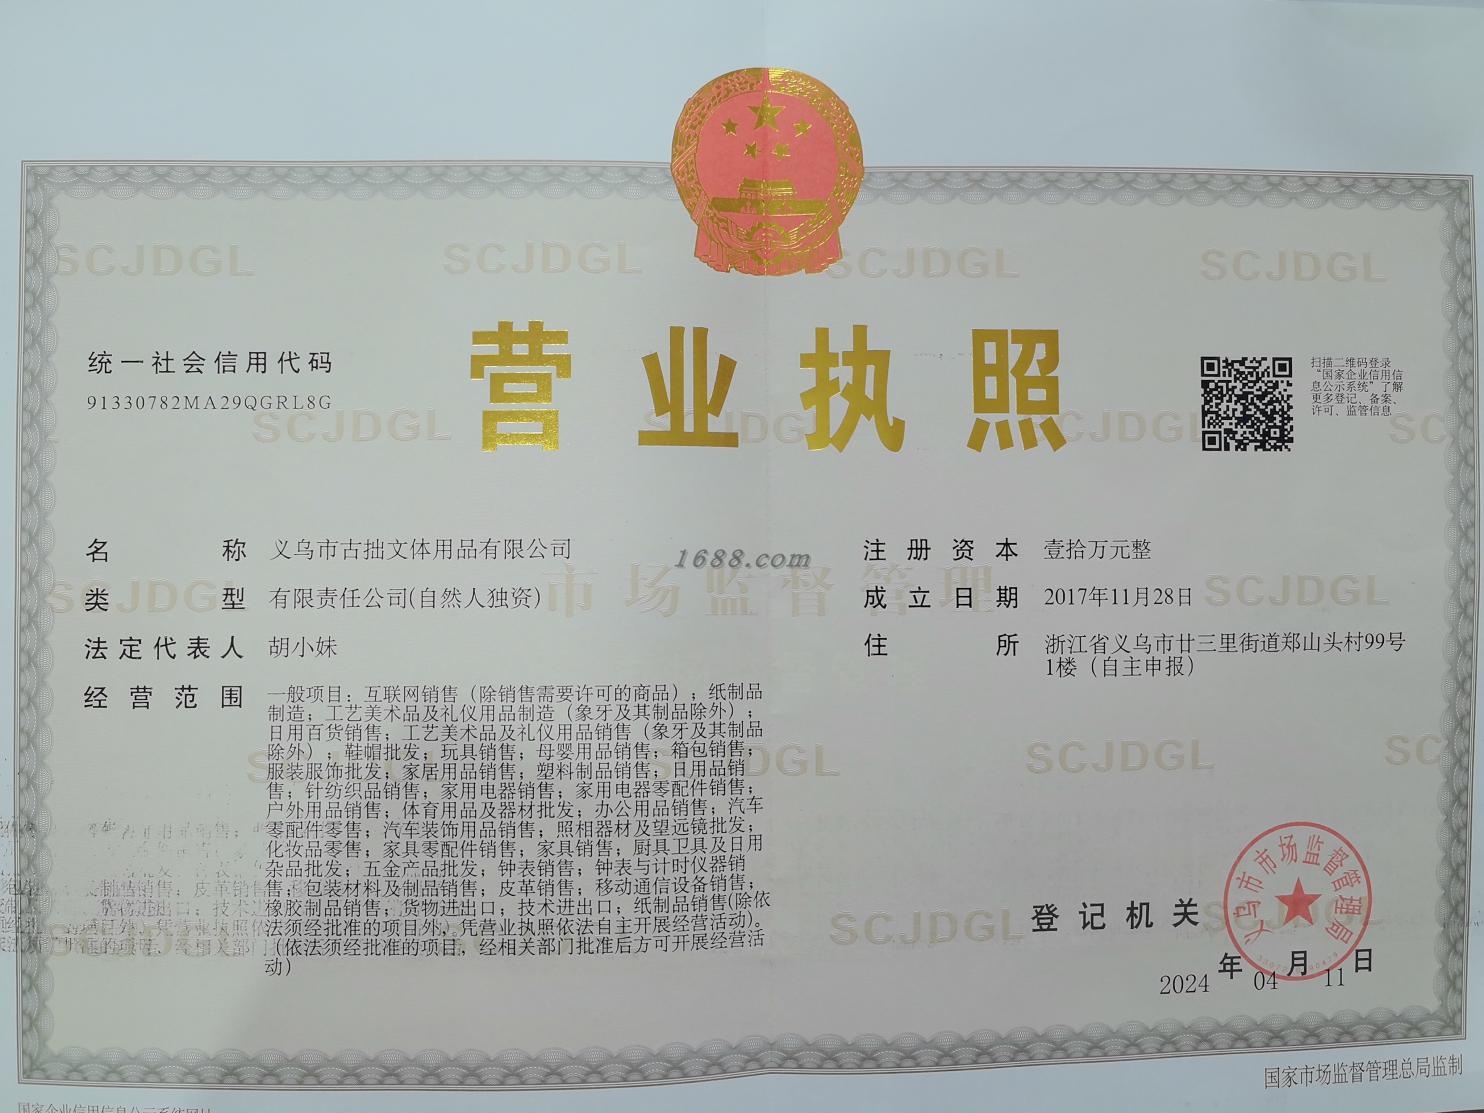 SCJDGL
SCJDGL
SCJDGL
SCJDGL
统一社会信用代码
91330782MA29QGRL8G
营业执照
扫描二维码登录
“国家企业信用信
息公示系统”了解
更多登记、备案、
许可、监管信息
SCJDGL
名称 义乌市古拙文体用品有限公司
类型 有限责任公司(自然人独资)
法定代表人 胡小妹
经营范围 一般项目：互联网销售（除销售需要许可的商品）；纸制品
制造；工艺美术品及礼仪用品制造（象牙及其制品除外）；
日用百货销售；工艺美术品及礼仪用品销售（象牙及其制品
除外）；鞋帽批发；玩具销售；母婴用品销售；箱包销售；
服装服饰批发；家居用品销售；塑料制品销售；日用品销
售；针纺织品销售；家用电器销售；家用电器零配件销售；
户外用品销售；体育用品及器材批发；办公用品销售；汽车
零配件零售；汽车装饰用品销售；照相器材及望远镜批发；
化妆品零售；家具零配件销售；家具销售；厨具卫具及日用
杂品批发；五金产品批发；钟表销售；钟表与计时仪器销
售；包装材料及制品销售；皮革销售；移动通信设备销售；
橡胶制品销售；货物进出口；技术进出口；纸制品销售(除依
法须经批准的项目外，凭营业执照依法自主开展经营活动)。
(依法须经批准的项目，经相关部门批准后方可开展经营活
动)
1688.com
市场监督管理
注册资本 壹拾万元整
成立日期 2017年11月28日
住所 浙江省义乌市廿三里街道郑山头村99号
1楼（自主申报）
SCJDGL
SCJDGL
SCJDGL
SCJDGL
登记机关
义乌市市场监督管理局
2024年04月11日
国家市场监督管理总局监制